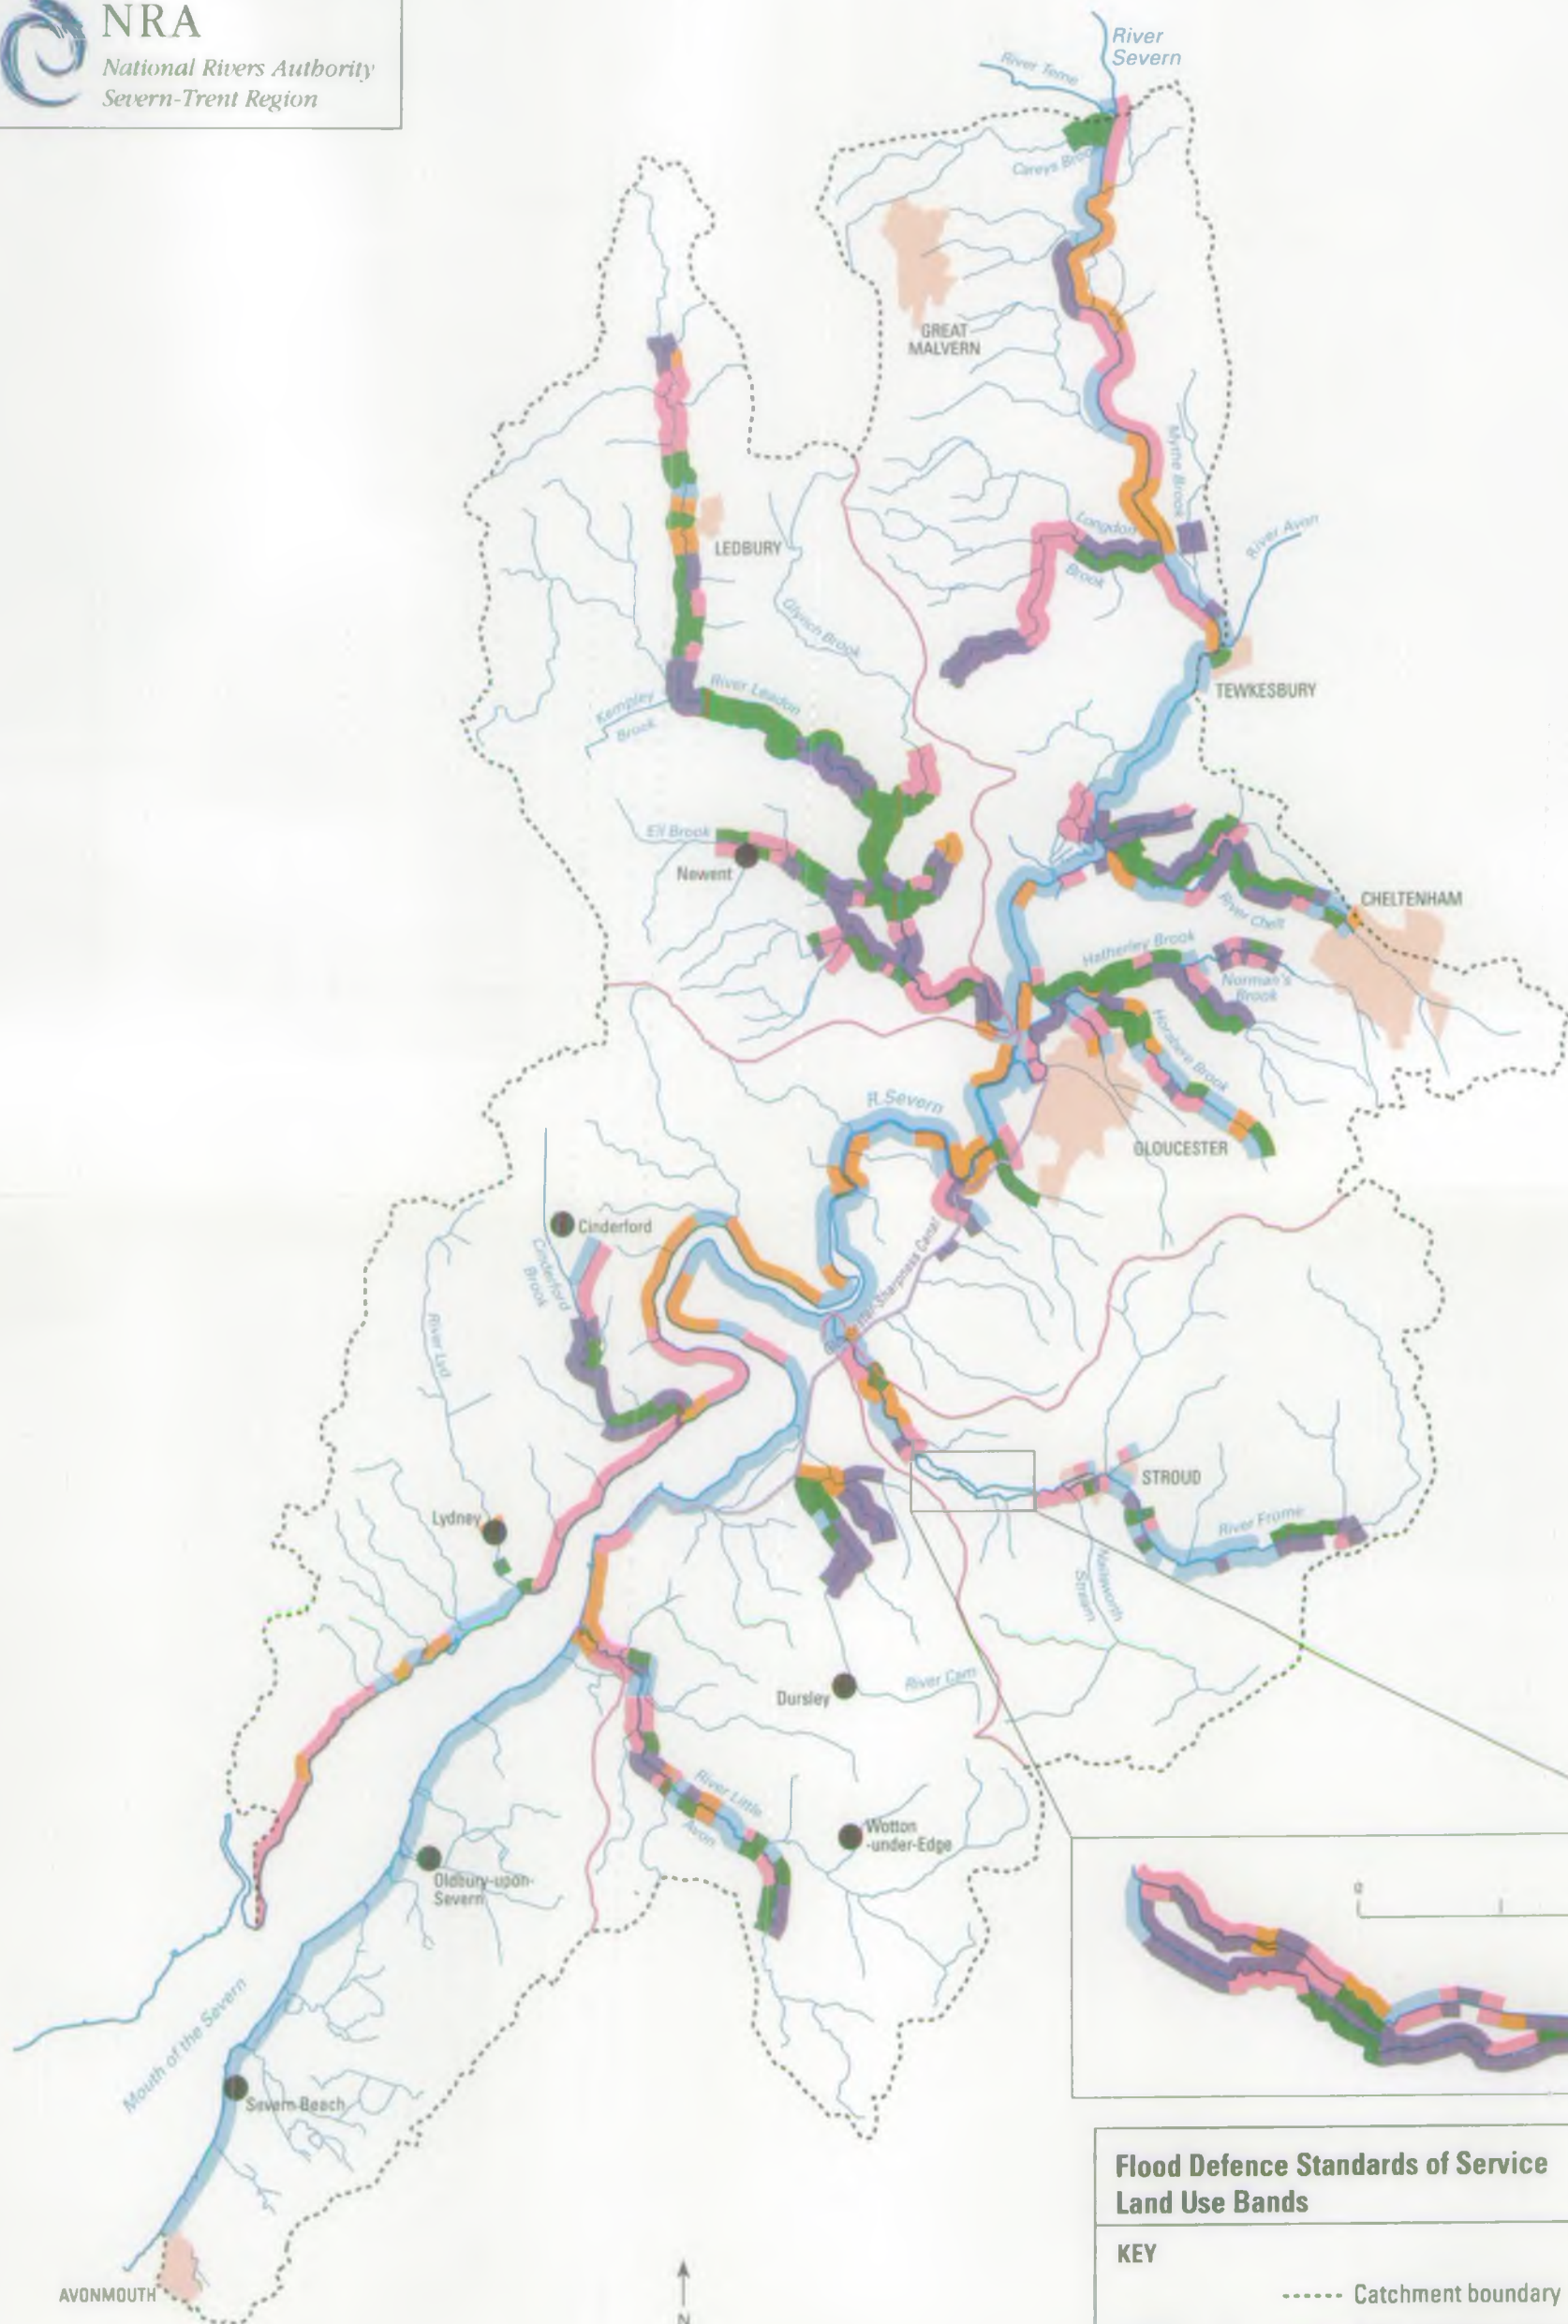 NRA
National Rivers Authority
Severn-Trent Region
River
Severn
River Teme
Careys Broo
GREAT
MALVERN
Mythe Brook
Longdon
Brook
River Avon
LEDBURY
Glynch Brook
TEWKESBURY
River Leadon
Kempley
Brook
Ell Brook
Newent
CHELTENHAM
River Chelt
Hatherley Brook
Norman's
Brook
Horsbere Brook
R.Severn
GLOUCESTER
Cinderford
Cinderford
Brook
River Lyd
Sharpness Canal
STROUD
River Frome
Nailsworth
Stream
Lydney
Dursley
River Cam
River Little
Avon
Wotton
-under-Edge
Oldbury-upon-
Severn
0
Mouth of the Severn
Severn Beach
Flood Defence Standards of Service
Land Use Bands
KEY
Catchment boundary
AVONMOUTH
N